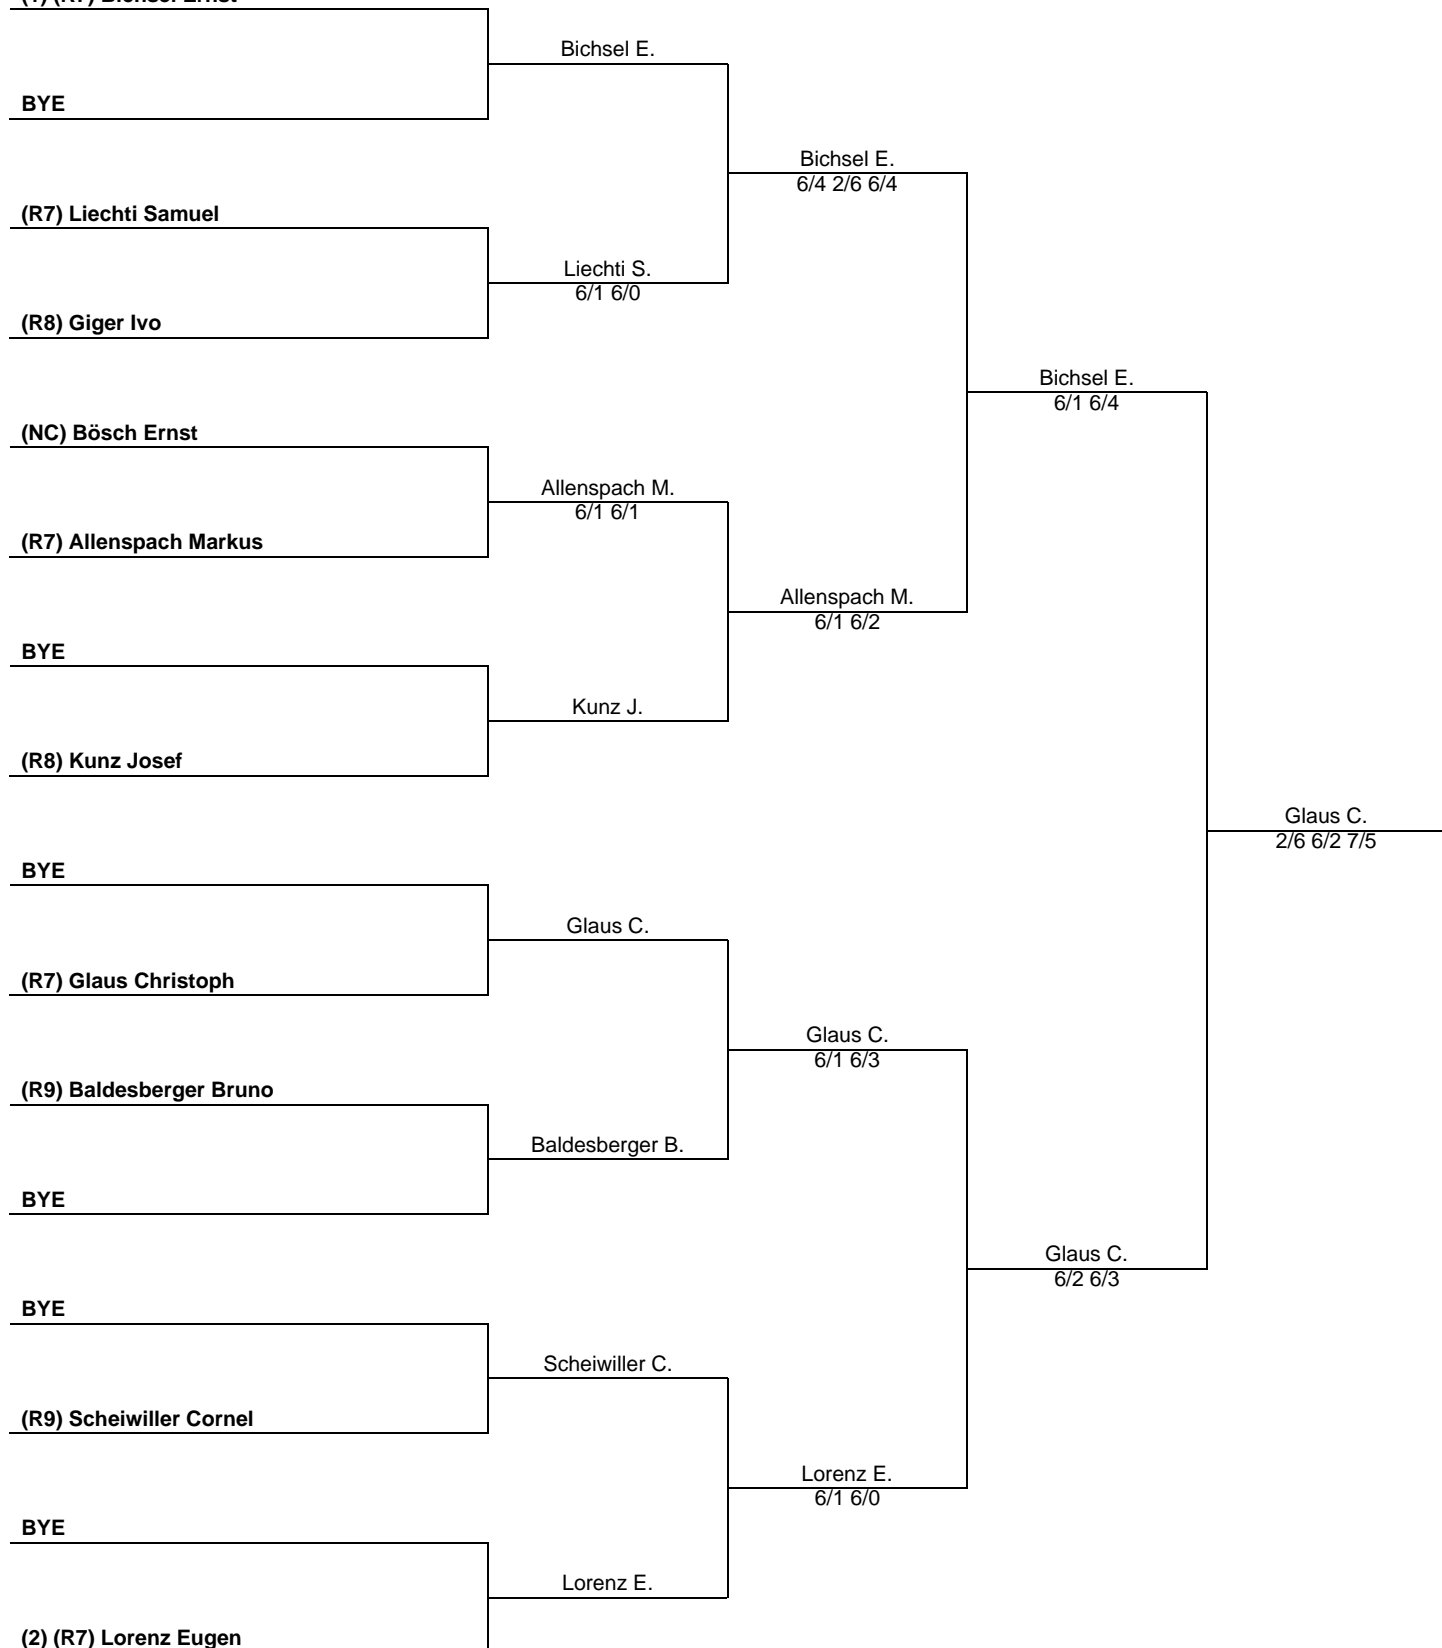 Bichsel E.
BYE
Bichsel E.
6/4 2/6 6/4
(R7) Liechti Samuel
Liechti S.
6/1 6/0
(R8) Giger Ivo
Bichsel E.
6/1 6/4
(NC) Bösch Ernst
Allenspach M.
6/1 6/1
(R7) Allenspach Markus
Allenspach M.
6/1 6/2
BYE
Kunz J.
(R8) Kunz Josef
Glaus C.
2/6 6/2 7/5
BYE
Glaus C.
(R7) Glaus Christoph
Glaus C.
6/1 6/3
(R9) Baldesberger Bruno
Baldesberger B.
BYE
Glaus C.
6/2 6/3
BYE
Scheiwiller C.
(R9) Scheiwiller Cornel
Lorenz E.
6/1 6/0
BYE
Lorenz E.
(2) (R7) Lorenz Eugen